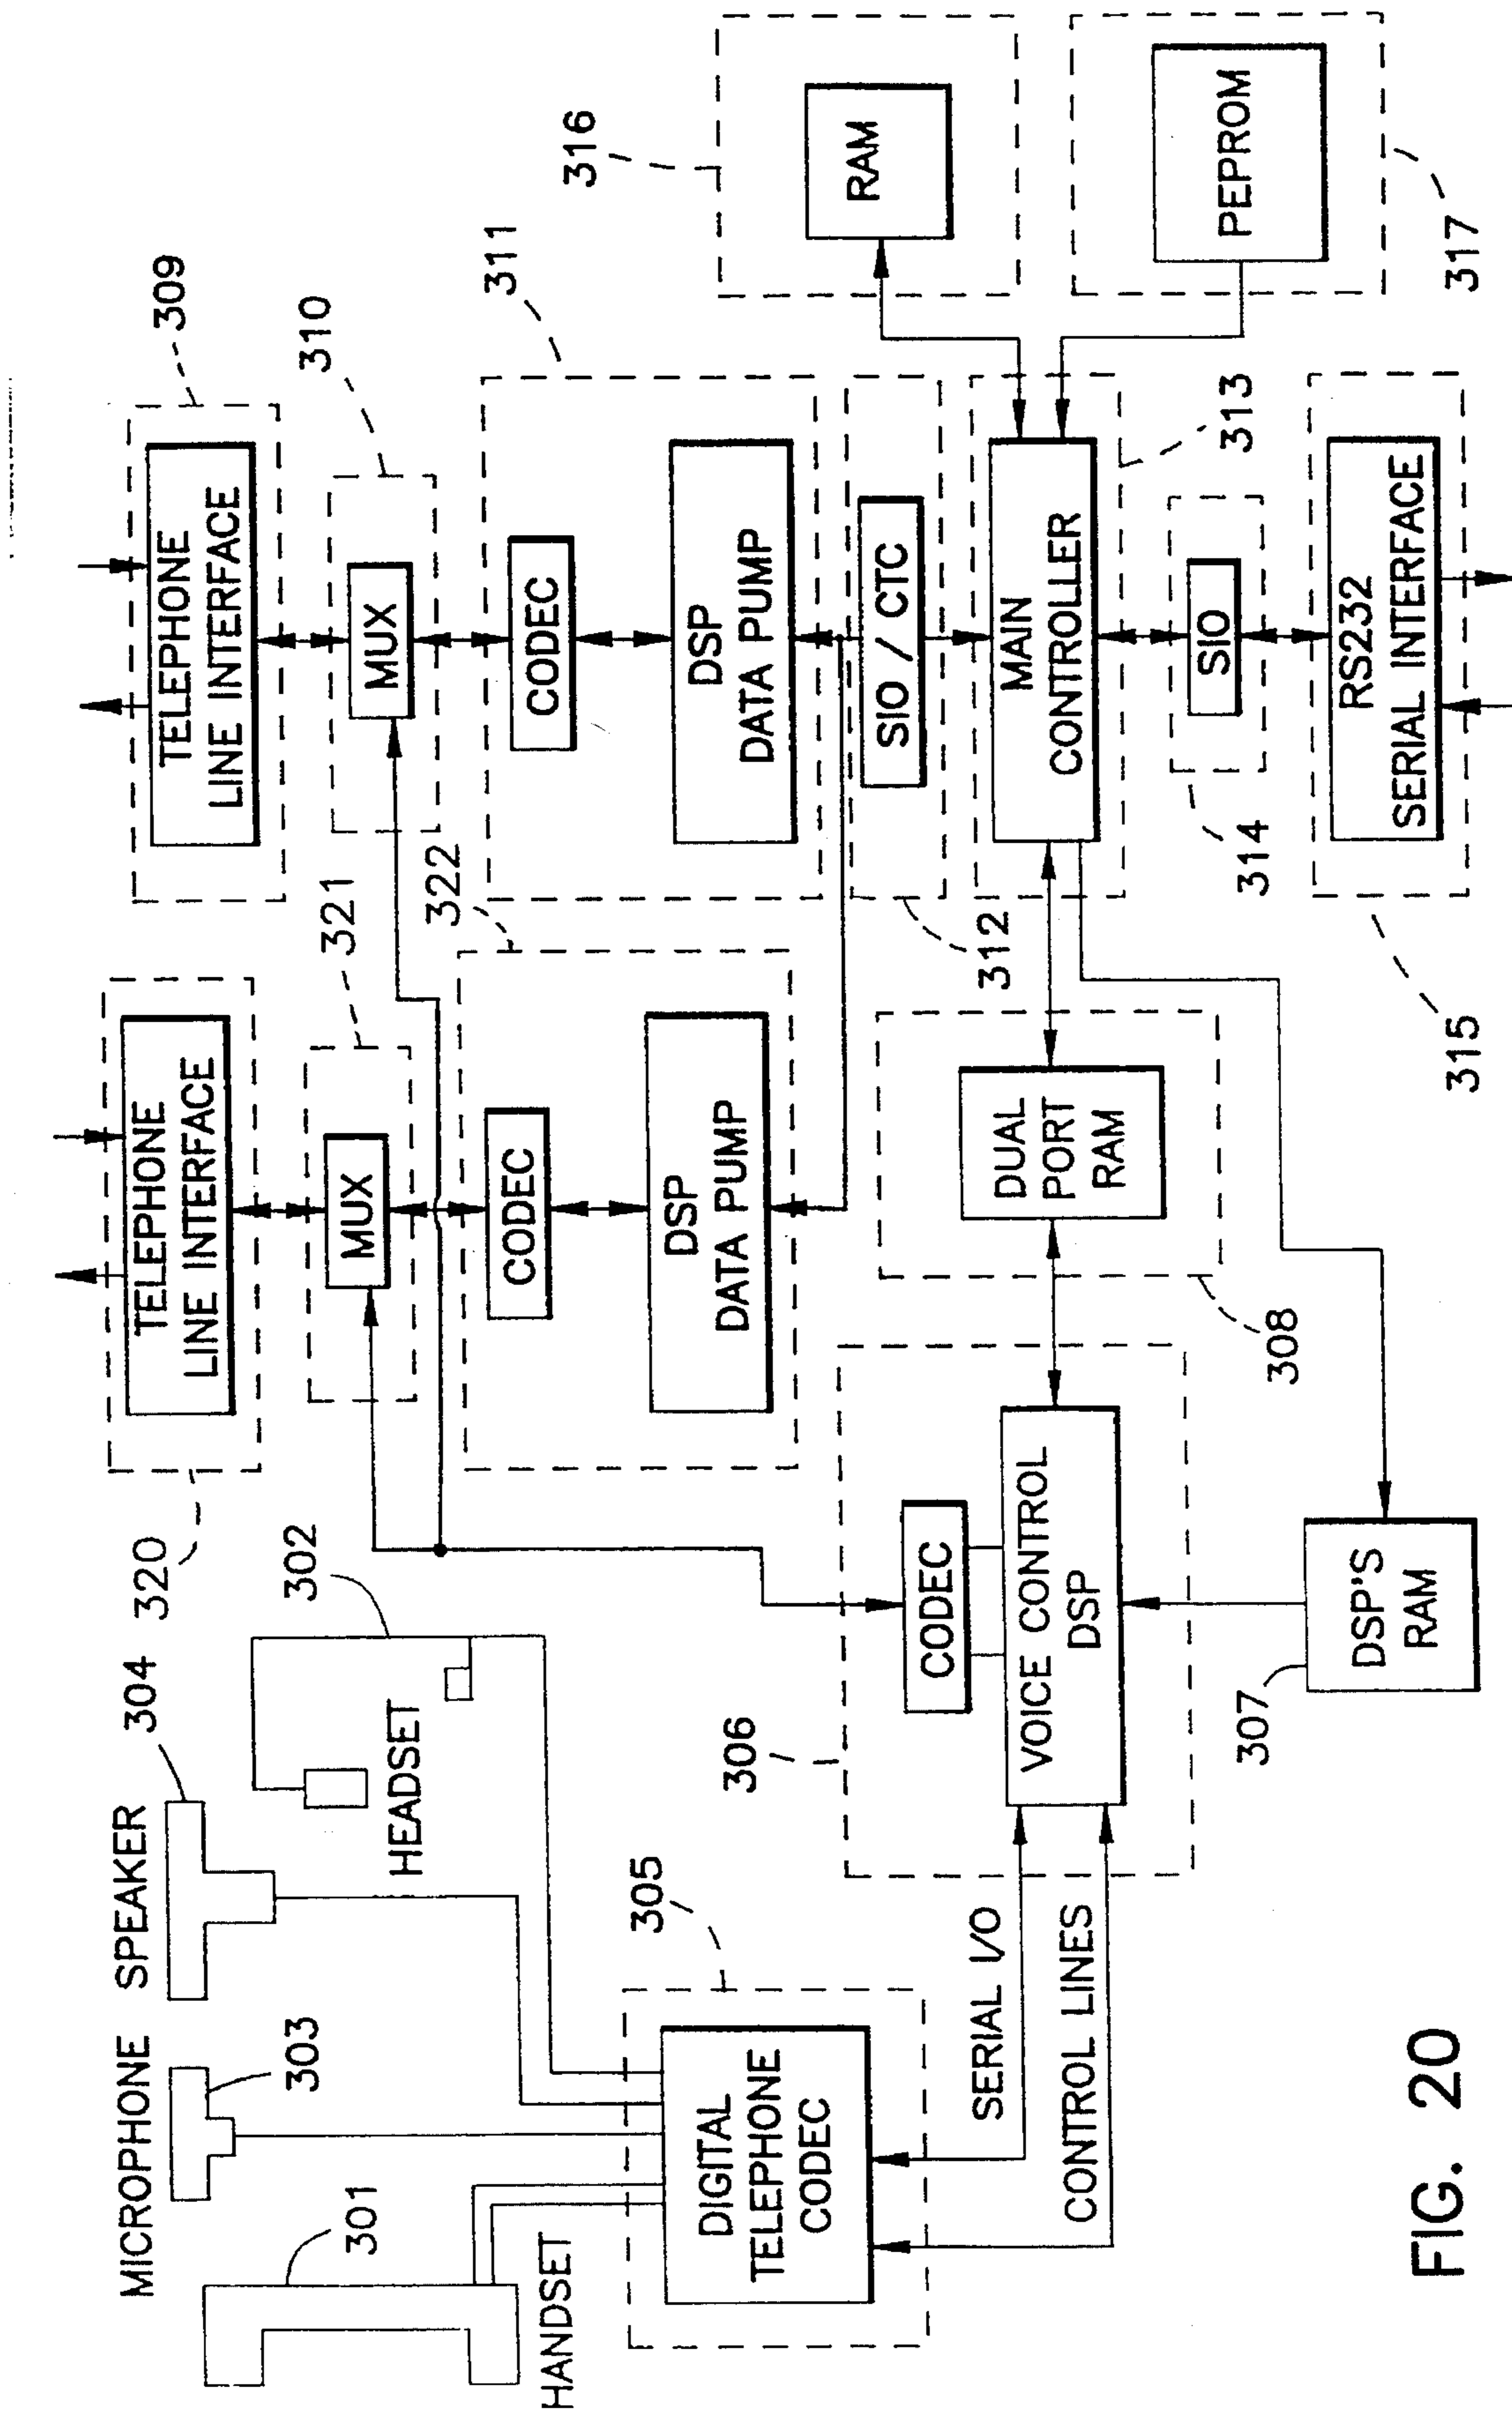 MICROPHONE
SPEAKER
304
303
301
HANDSET
HEADSET
302
320
TELEPHONE
LINE INTERFACE
309
TELEPHONE
LINE INTERFACE
321
MUX
310
MUX
322
CODEC
DSP
DATA PUMP
311
CODEC
DSP
DATA PUMP
316
RAM
PEPROM
317
305
DIGITAL
TELEPHONE
CODEC
SERIAL I/O
CONTROL LINES
306
CODEC
VOICE CONTROL
DSP
307
DSP'S
RAM
308
DUAL
PORT
RAM
312
SIO / CTC
MAIN
CONTROLLER
313
314
SIO
315
RS232
SERIAL INTERFACE
FIG. 20